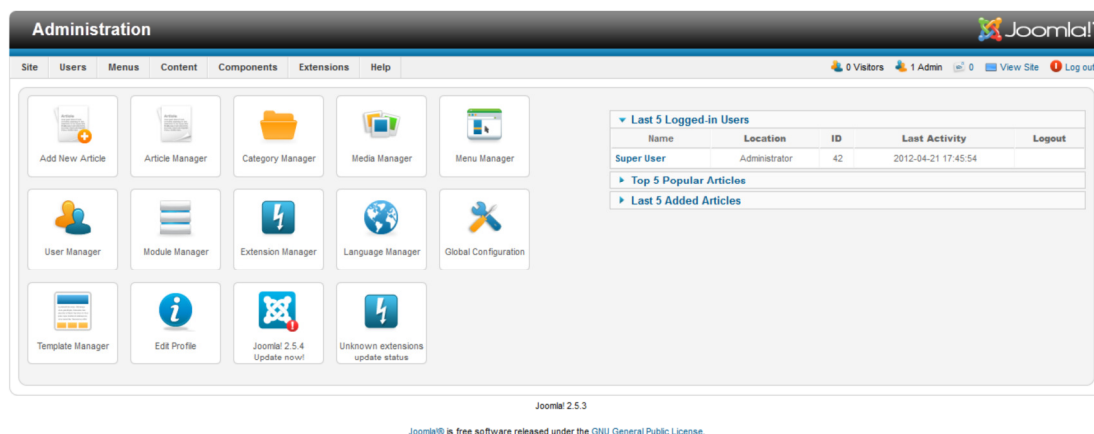 Administration
Joomla!
Site Users Menus Content Components Extensions Help
0 Visitors 1 Admin 0 View Site Log out
Add New Article
Article Manager
Category Manager
Media Manager
Menu Manager
User Manager
Module Manager
Extension Manager
Language Manager
Global Configuration
Template Manager
Edit Profile
Joomla! 2.5.4
Update now!
Unknown extensions
update status
Last 5 Logged-in Users
Name Location ID Last Activity Logout
Super User Administrator 42 2012-04-21 17:45:54
Top 5 Popular Articles
Last 5 Added Articles
Joomla! 2.5.3
Joomla!® is free software released under the GNU General Public License.